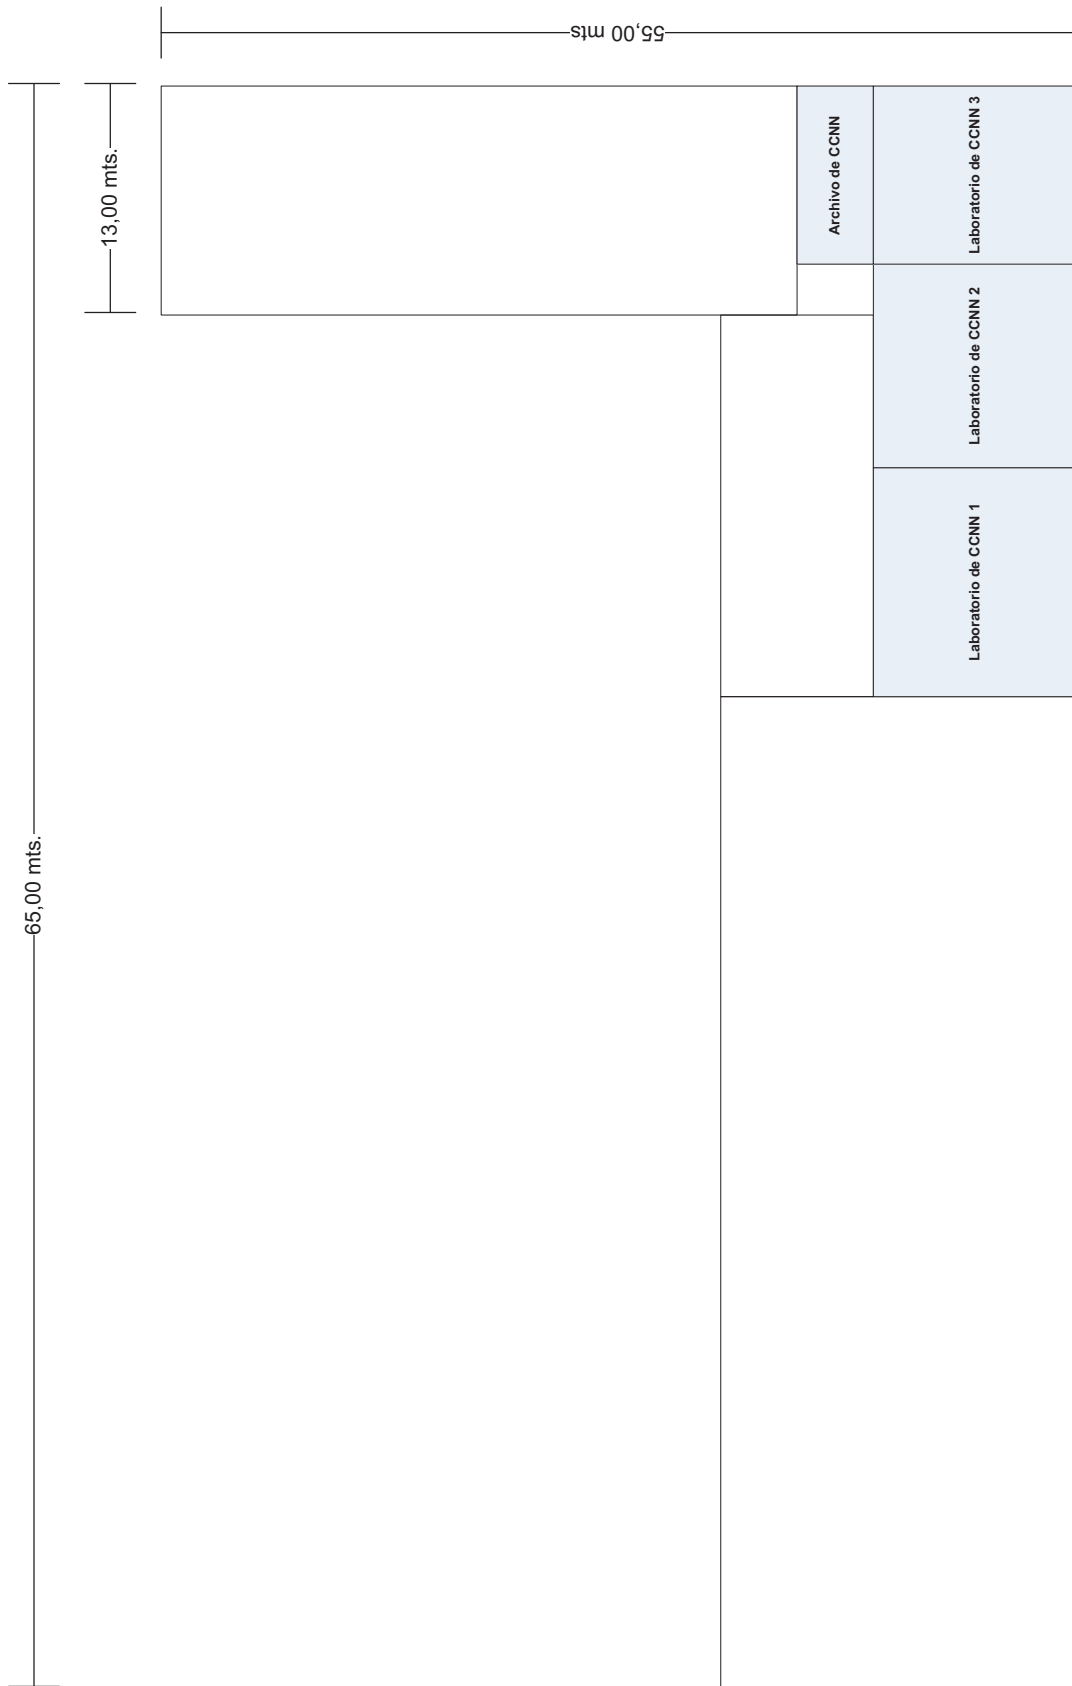 55,00 mts
13,00 mts.
65,00 mts.
Archivo de CCNN
Laboratorio de CCNN 3
Laboratorio de CCNN 2
Laboratorio de CCNN 1